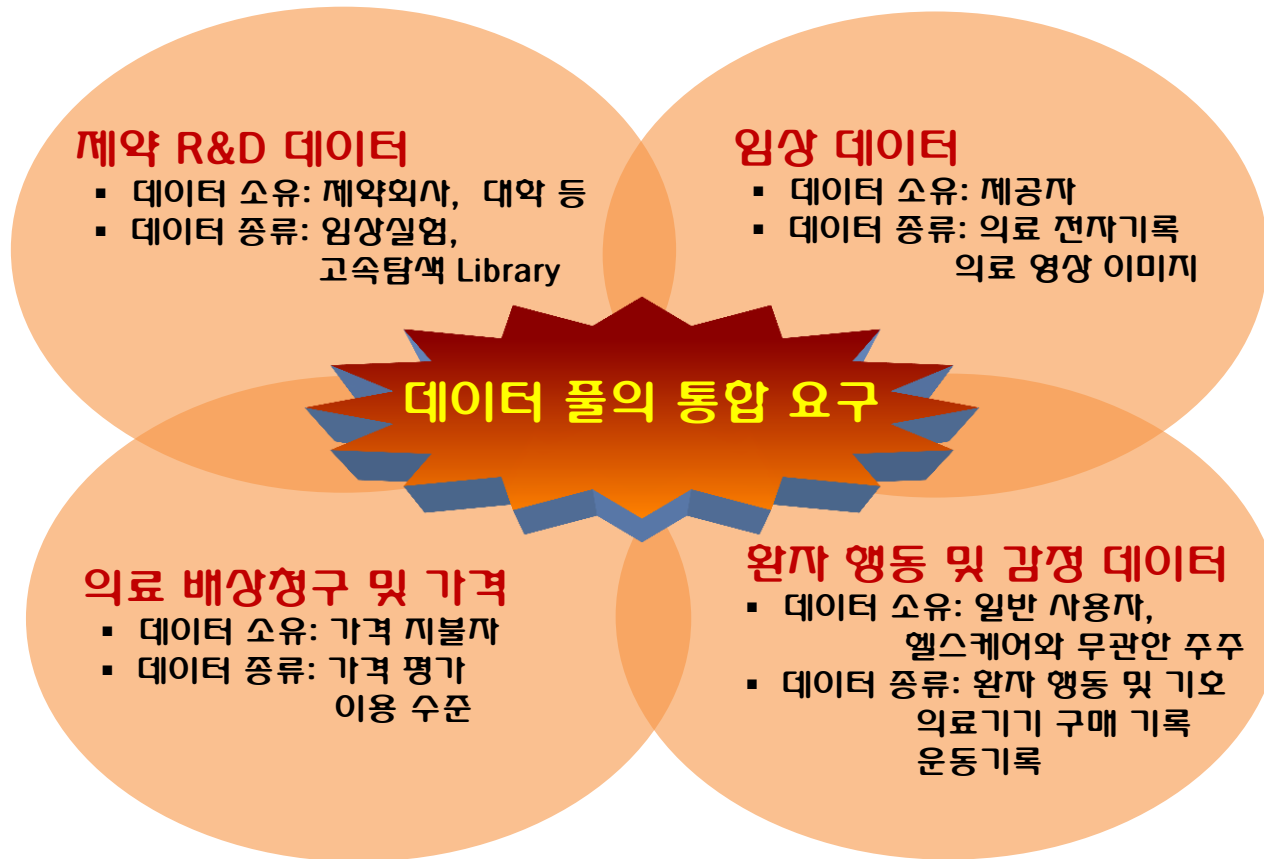 제약 R&D 데이터
▪ 데이터 소유: 제약회사, 대학 등
▪ 데이터 종류: 임상실험,
고속탐색 Library
임상 데이터
▪ 데이터 소유: 제공자
▪ 데이터 종류: 의료 전자기록
의료 영상 이미지
데이터 풀의 통합 요구
의료 배상청구 및 가격
▪ 데이터 소유: 가격 지불자
▪ 데이터 종류: 가격 평가
이용 수준
환자 행동 및 감정 데이터
▪ 데이터 소유: 일반 사용자,
헬스케어와 무관한 주주
▪ 데이터 종류: 환자 행동 및 기호
의료기기 구매 기록
운동기록